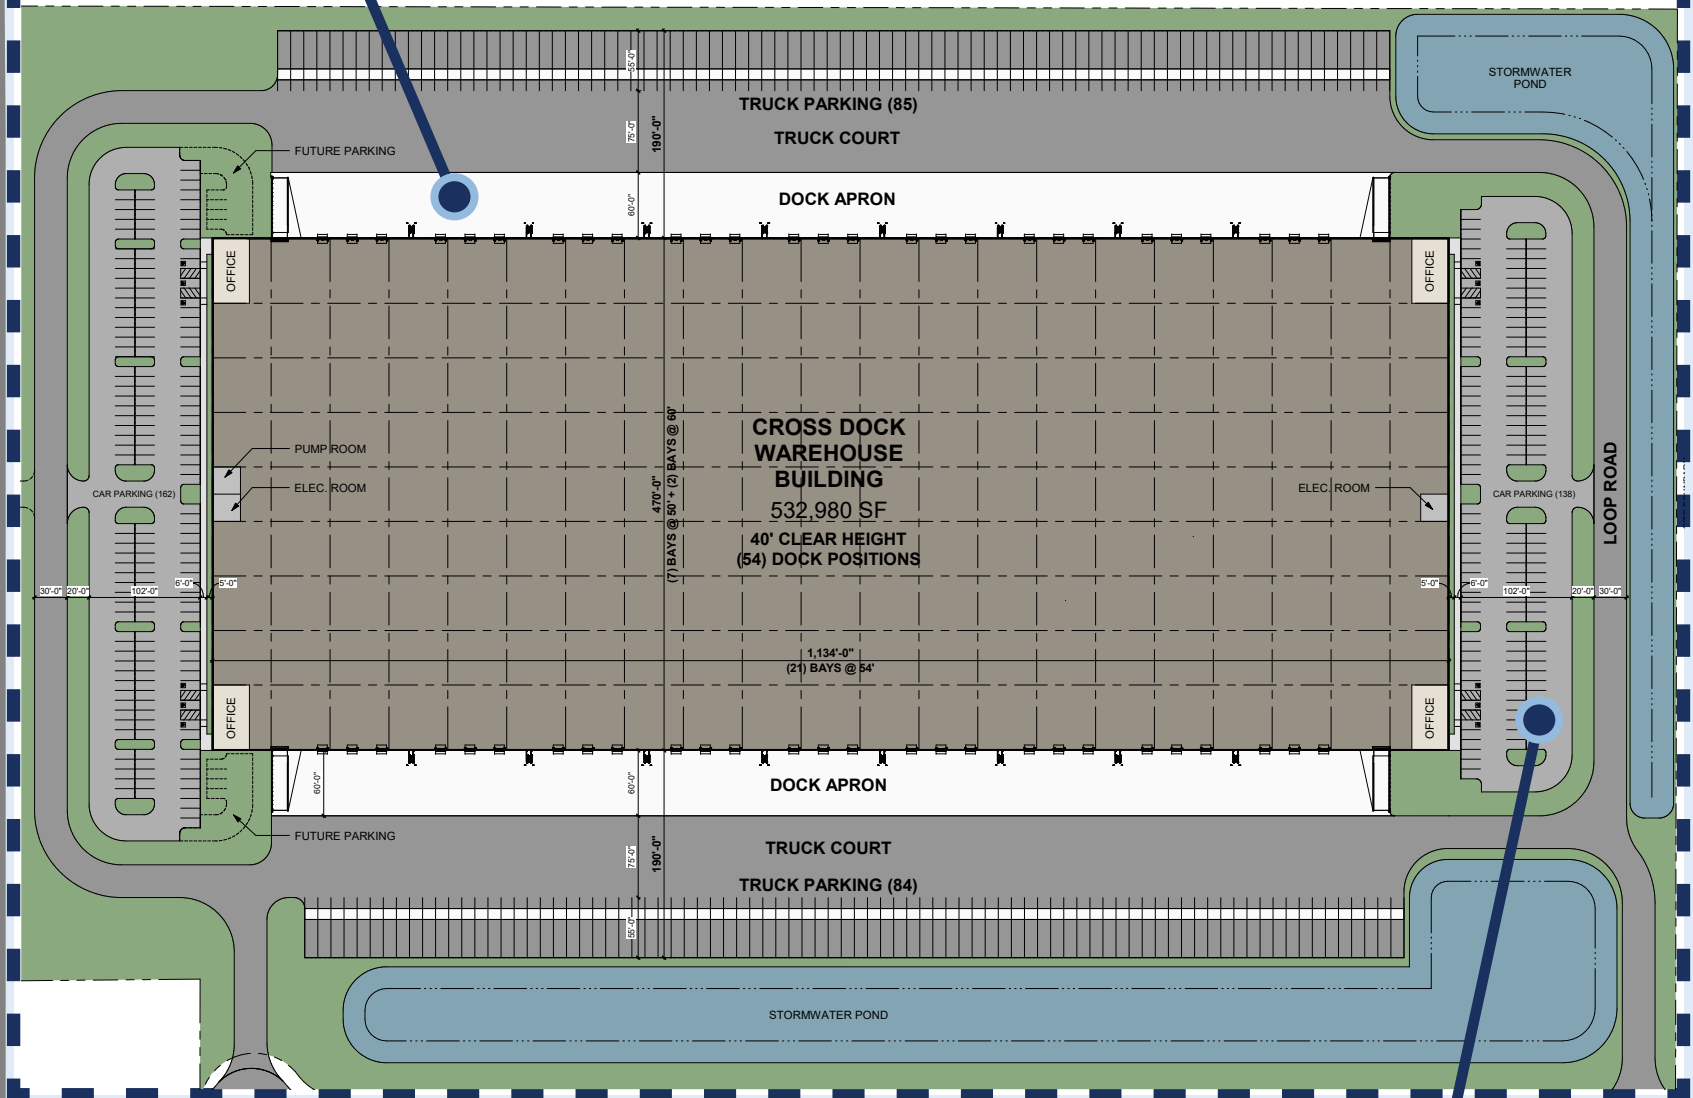 STORMWATER
POND
55'-0"
TRUCK PARKING (85)
75'-0"
190'-0"
TRUCK COURT
FUTURE PARKING
DOCK APRON
60'-0"
OFFICE
OFFICE
CROSS DOCK
WAREHOUSE
BUILDING
532,980 SF
40' CLEAR HEIGHT
(54) DOCK POSITIONS
470'-0"
(7) BAYS @ 50' + (2) BAYS @ 60'
PUMP ROOM
ELEC. ROOM
ELEC. ROOM
CAR PARKING (162)
CAR PARKING (138)
LOOP ROAD
30'-0"
20'-0"
102'-0"
6'-0"
5'-0"
5'-0"
6'-0"
102'-0"
20'-0"
30'-0"
1,134'-0"
(21) BAYS @ 54'
OFFICE
OFFICE
60'-0"
60'-0"
DOCK APRON
FUTURE PARKING
TRUCK COURT
75'-0"
190'-0"
TRUCK PARKING (84)
55'-0"
STORMWATER POND